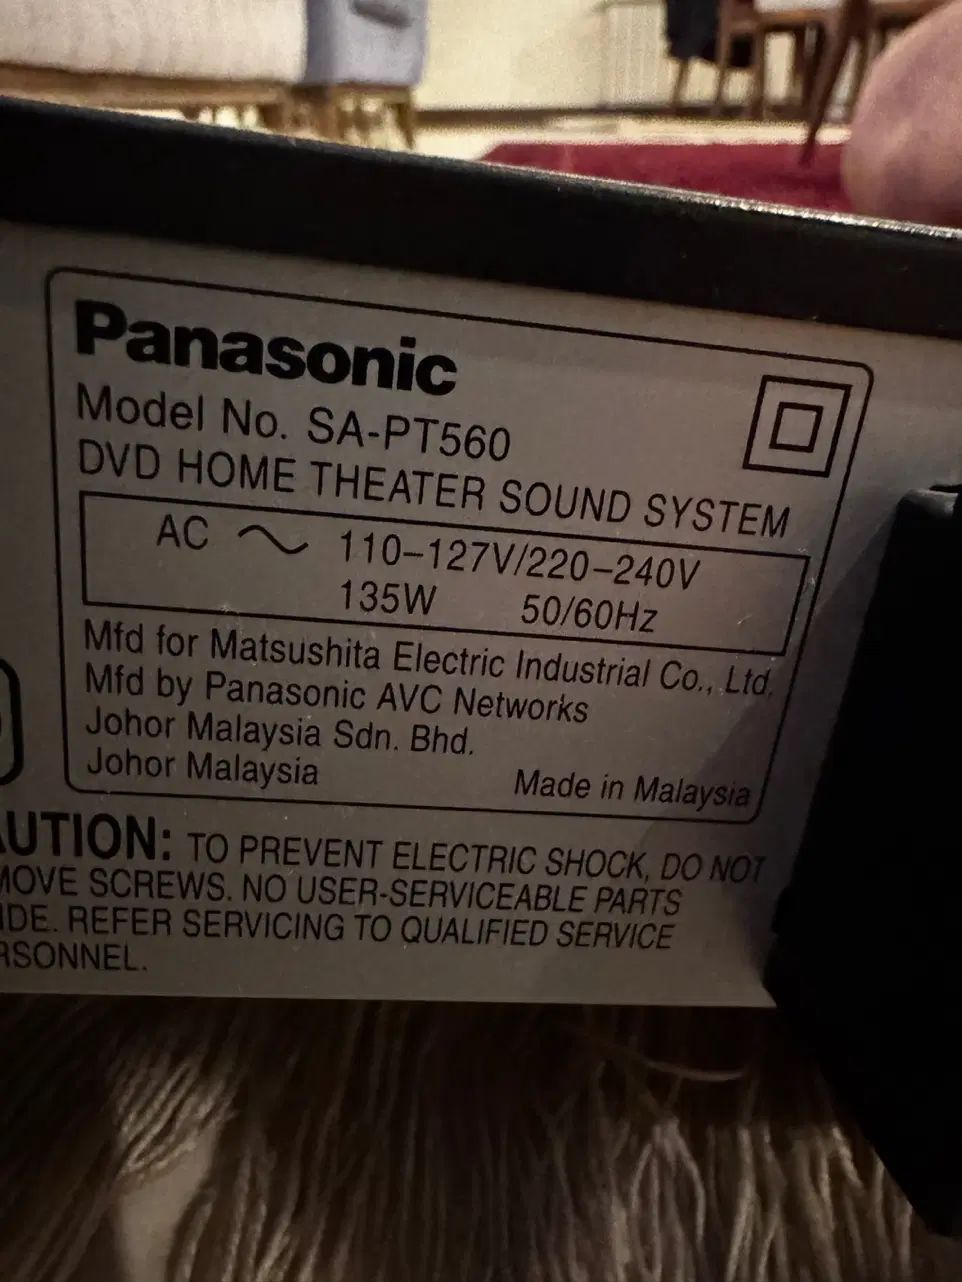 Panasonic
Model No. SA-PT560
DVD HOME THEATER SOUND SYSTEM
AC ~ 110–127V/220–240V
135W 50/60Hz
Mfd for Matsushita Electric Industrial Co., Ltd.
Mfd by Panasonic AVC Networks
Johor Malaysia Sdn. Bhd.
Johor Malaysia Made in Malaysia
AUTION: TO PREVENT ELECTRIC SHOCK, DO NOT
MOVE SCREWS. NO USER-SERVICEABLE PARTS
IDE. REFER SERVICING TO QUALIFIED SERVICE
RSONNEL.